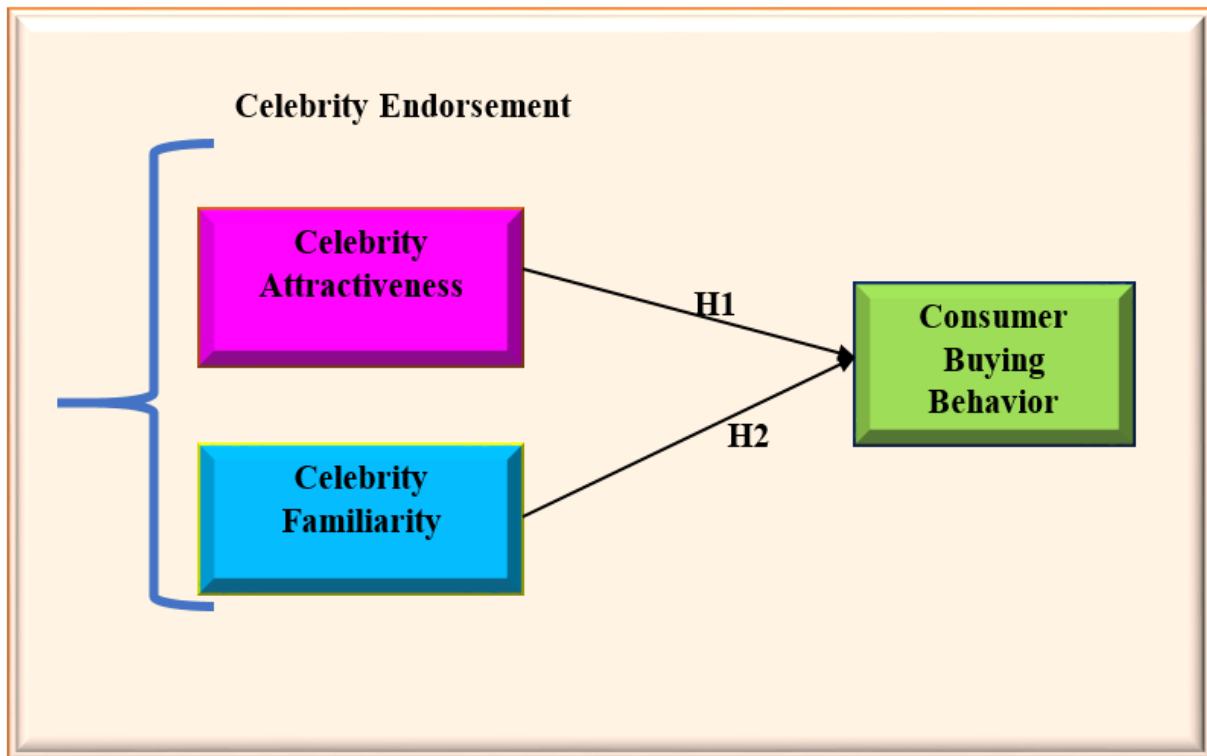 Celebrity Endorsement
Celebrity
Attractiveness
H1
Consumer
Buying
Behavior
H2
Celebrity
Familiarity